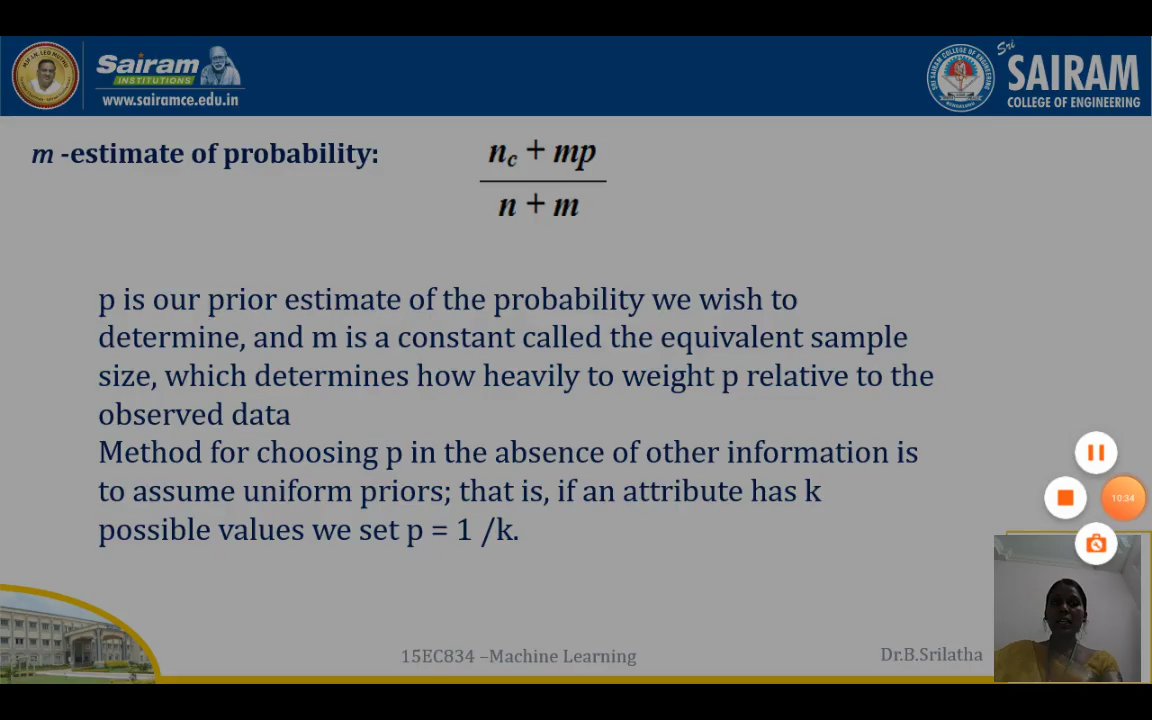 Sairam
INSTITUTIONS
www.sairamce.edu.in
Sri
SAIRAM
COLLEGE OF ENGINEERING
m -estimate of probability:
nc + mp
n + m
p is our prior estimate of the probability we wish to
determine, and m is a constant called the equivalent sample
size, which determines how heavily to weight p relative to the
observed data
Method for choosing p in the absence of other information is
to assume uniform priors; that is, if an attribute has k
possible values we set p = 1 /k.
10:34
15EC834 –Machine Learning
Dr.B.Srilatha